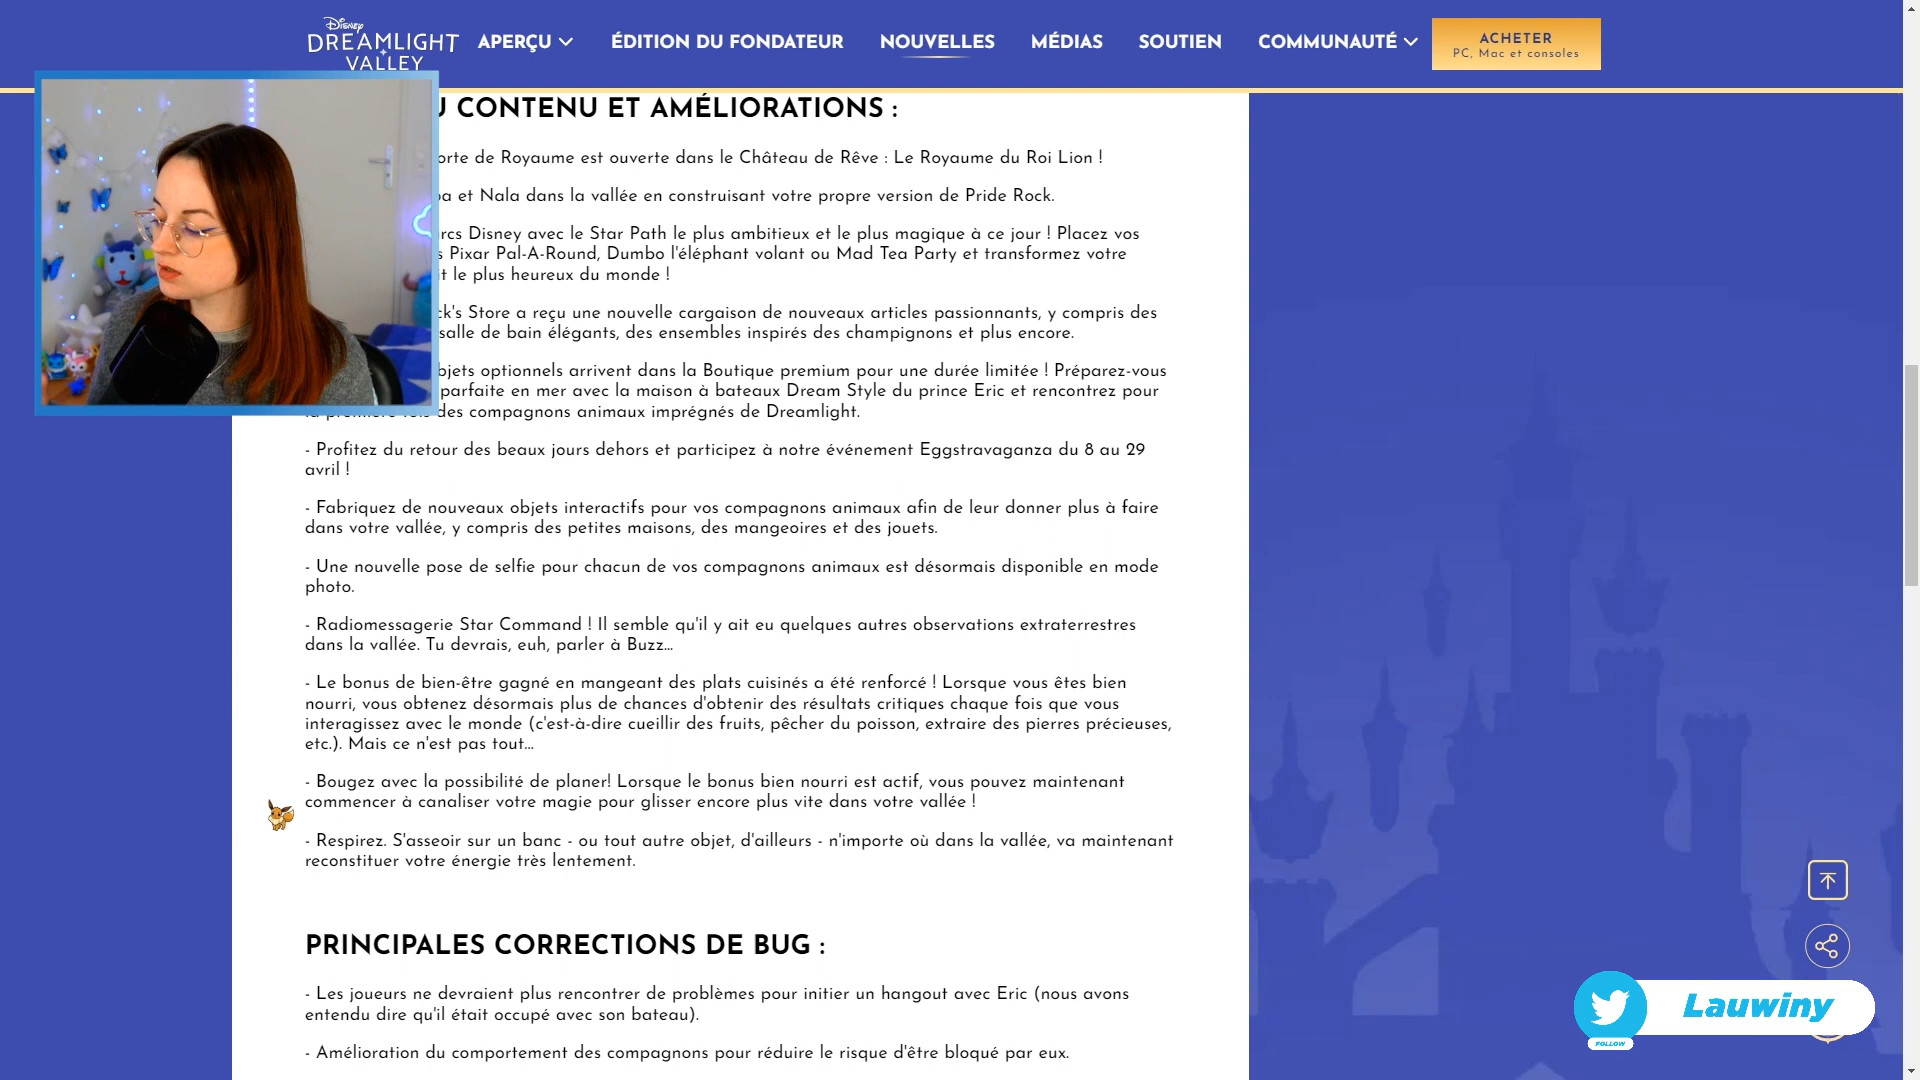 Disney
DREAMLIGHT
VALLEY
APERÇU
ÉDITION DU FONDATEUR
NOUVELLES
MÉDIAS
SOUTIEN
COMMUNAUTÉ
ACHETER
PC, Mac et consoles
CONTENU ET AMÉLIORATIONS :
de Royaume est ouverte dans le Château de Rêve : Le Royaume du Roi Lion !
et Nala dans la vallée en construisant votre propre version de Pride Rock.
Disney avec le Star Path le plus ambitieux et le plus magique à ce jour ! Placez vos
Pixar Pal-A-Round, Dumbo l'éléphant volant ou Mad Tea Party et transformez votre
le plus heureux du monde !
Store a reçu une nouvelle cargaison de nouveaux articles passionnants, y compris des
salle de bain élégants, des ensembles inspirés des champignons et plus encore.
optionnels arrivent dans la Boutique premium pour une durée limitée ! Préparez-vous
parfaite en mer avec la maison à bateaux Dream Style du prince Eric et rencontrez pour
des compagnons animaux imprégnés de Dreamlight.
- Profitez du retour des beaux jours dehors et participez à notre événement Eggstravaganza du 8 au 29
avril !
- Fabriquez de nouveaux objets interactifs pour vos compagnons animaux afin de leur donner plus à faire
dans votre vallée, y compris des petites maisons, des mangeoires et des jouets.
- Une nouvelle pose de selfie pour chacun de vos compagnons animaux est désormais disponible en mode
photo.
- Radiomessagerie Star Command ! Il semble qu'il y ait eu quelques autres observations extraterrestres
dans la vallée. Tu devrais, euh, parler à Buzz...
- Le bonus de bien-être gagné en mangeant des plats cuisinés a été renforcé ! Lorsque vous êtes bien
nourri, vous obtenez désormais plus de chances d'obtenir des résultats critiques chaque fois que vous
interagissez avec le monde (c'est-à-dire cueillir des fruits, pêcher du poisson, extraire des pierres précieuses,
etc.). Mais ce n'est pas tout...
- Bougez avec la possibilité de planer! Lorsque le bonus bien nourri est actif, vous pouvez maintenant
commencer à canaliser votre magie pour glisser encore plus vite dans votre vallée !
- Respirez. S'asseoir sur un banc - ou tout autre objet, d'ailleurs - n'importe où dans la vallée, va maintenant
reconstituer votre énergie très lentement.
PRINCIPALES CORRECTIONS DE BUG :
- Les joueurs ne devraient plus rencontrer de problèmes pour initier un hangout avec Eric (nous avons
entendu dire qu'il était occupé avec son bateau).
- Amélioration du comportement des compagnons pour réduire le risque d'être bloqué par eux.
Lauwiny
FOLLOW